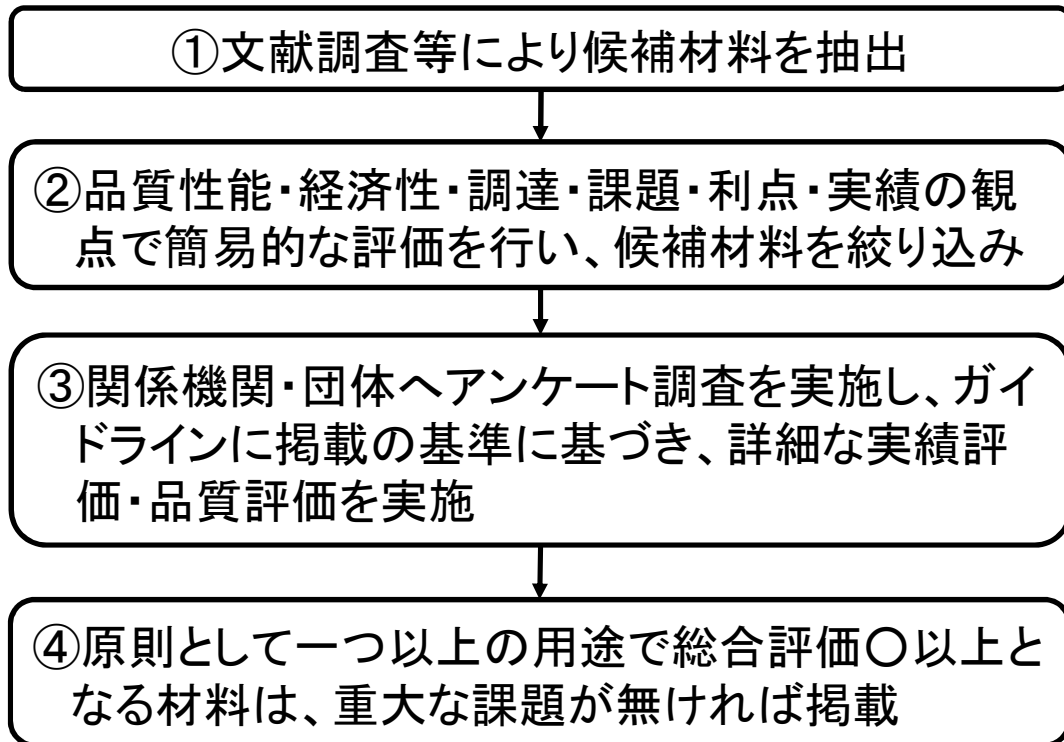 ①文献調査等により候補材料を抽出
②品質性能・経済性・調達・課題・利点・実績の観
点で簡易的な評価を行い、候補材料を絞り込み
③関係機関・団体へアンケート調査を実施し、ガイ
ドラインに掲載の基準に基づき、詳細な実績評
価・品質評価を実施
④原則として一つ以上の用途で総合評価〇以上と
なる材料は、重大な課題が無ければ掲載